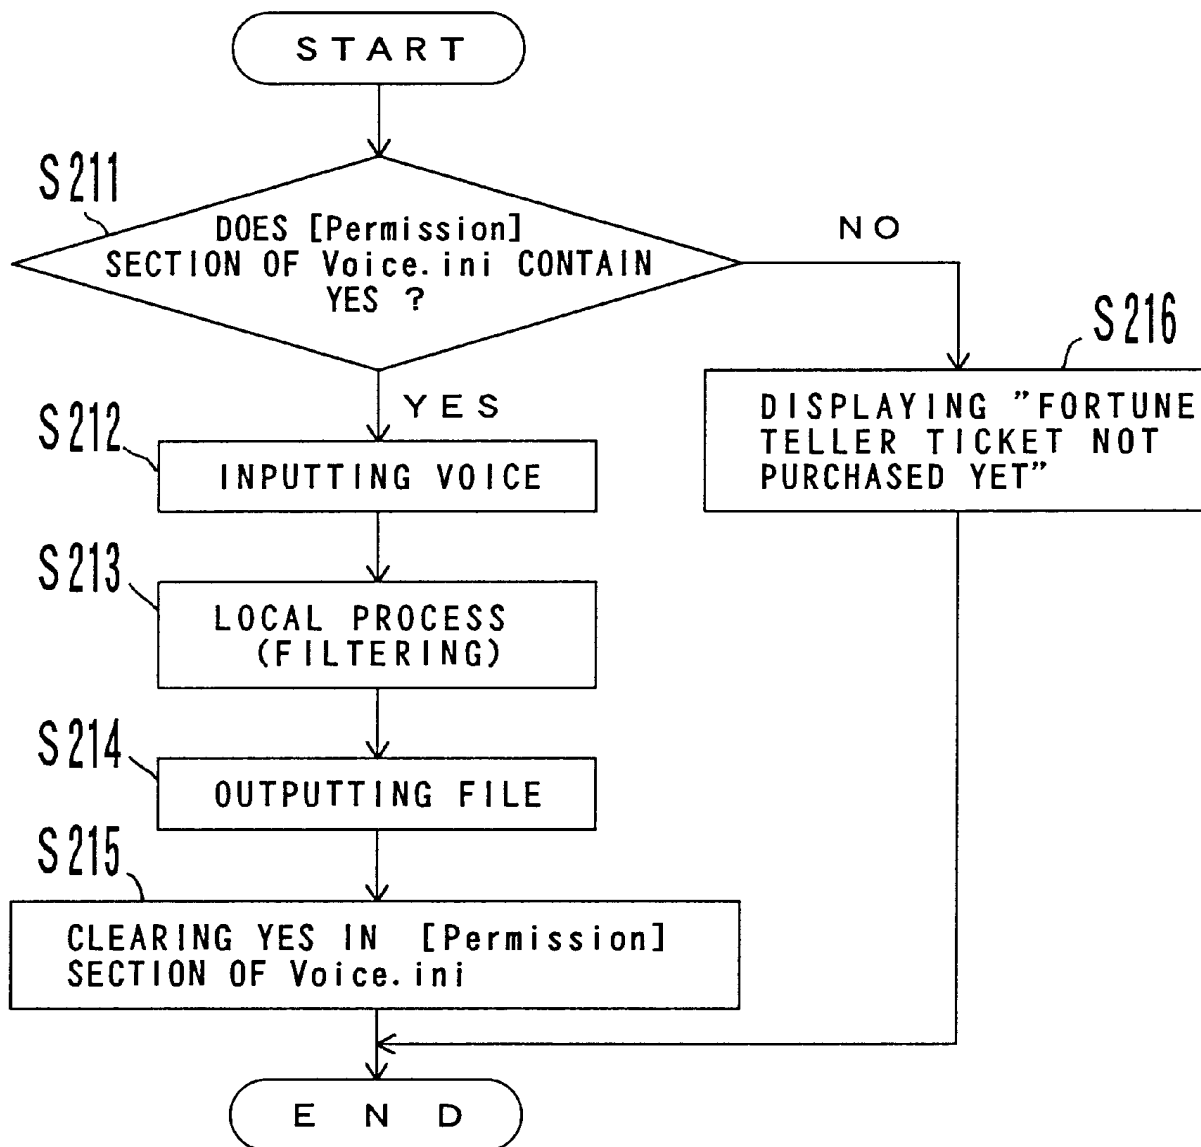 START
S211
DOES [Permission]
SECTION OF Voice.ini CONTAIN
YES ?
NO
S216
DISPLAYING "FORTUNE
TELLER TICKET NOT
PURCHASED YET"
YES
S212
INPUTTING VOICE
S213
LOCAL PROCESS
(FILTERING)
S214
OUTPUTTING FILE
S215
CLEARING YES IN [Permission]
SECTION OF Voice.ini
END